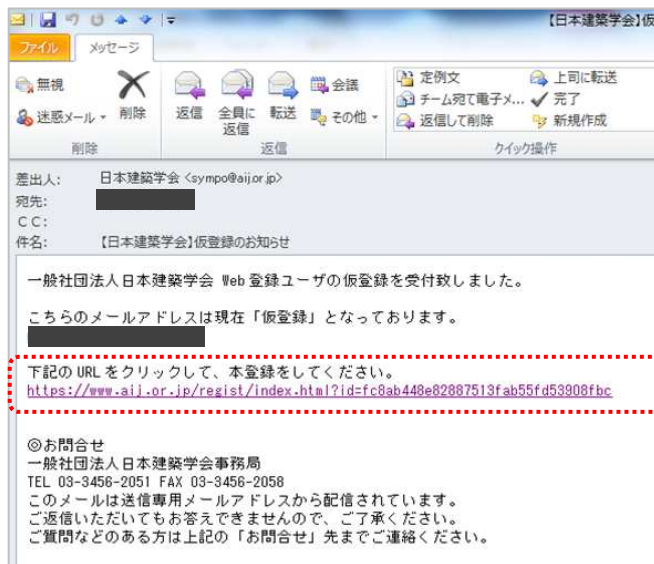 【日本建築学会】仮
ファイル メッセージ
無視
迷惑メール
削除
返信
全員に
返信
転送
会議
その他
定例文
チーム宛て電子メ...
返信して削除
上司に転送
完了
新規作成
削除
返信
クイック操作
差出人: 日本建築学会 <sympo@aij.or.jp>
宛先:
CC:
件名: 【日本建築学会】仮登録のお知らせ
一般社団法人日本建築学会 Web 登録ユーザの仮登録を受付致しました。
こちらのメールアドレスは現在「仮登録」となっております。
下記の URL をクリックして、本登録をしてください。
https://www.aij.or.jp/regist/index.html?id=fc8ab448e82887513fab55fd53908fbc
◎お問合せ
一般社団法人日本建築学会事務局
TEL 03-3456-2051 FAX 03-3456-2058
このメールは送信専用メールアドレスから配信されています。
ご返信いただいてもお答えできませんので、ご了承ください。
ご質問などのある方は上記の「お問合せ」先までご連絡ください。